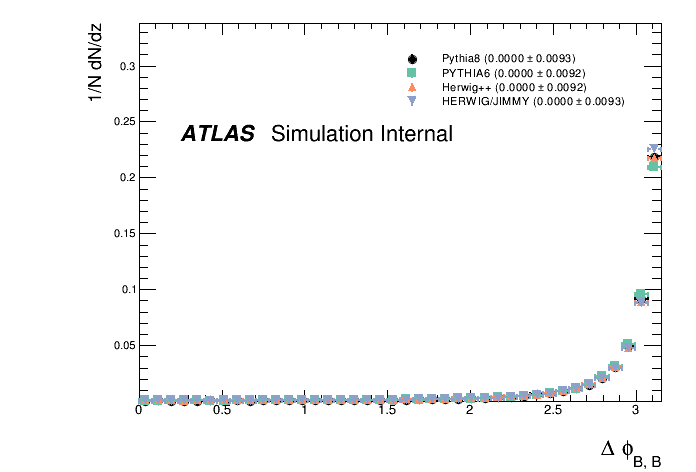 1/N dN/dz
Pythia8 (0.0000 ± 0.0093)
PYTHIA6 (0.0000 ± 0.0092)
Herwig++ (0.0000 ± 0.0092)
HERWIG/JIMMY (0.0000 ± 0.0093)
ATLAS Simulation Internal
0.3
0.25
0.2
0.15
0.1
0.05
0 0.5 1 1.5 2 2.5 3
Δ ϕB, B